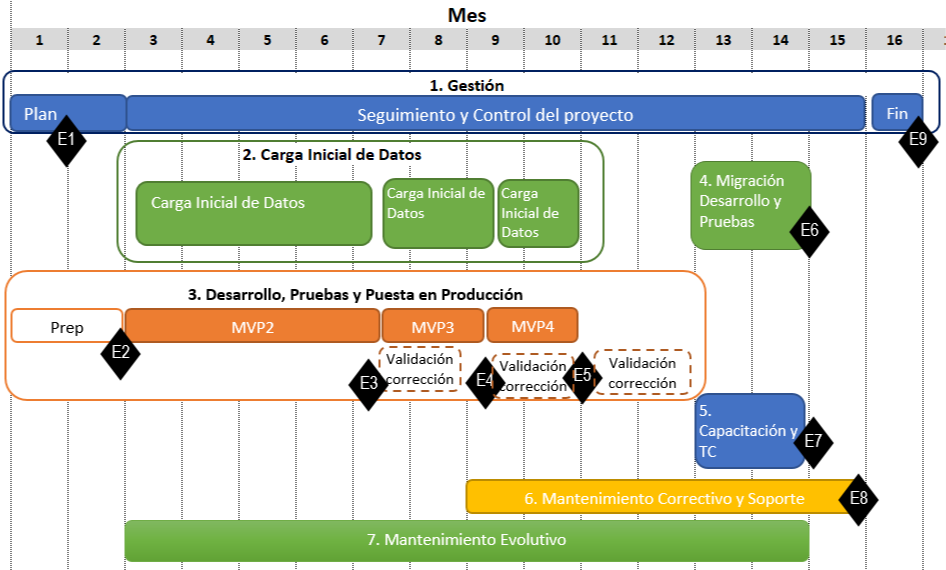 Mes
1 2 3 4 5 6 7 8 9 10 11 12 13 14 15 16
1. Gestión
Plan
Seguimiento y Control del proyecto
Fin
E1
E9
2. Carga Inicial de Datos
Carga Inicial de Datos
Carga Inicial de
Datos
Carga
Inicial de
Datos
4. Migración
Desarrollo y
Pruebas
E6
3. Desarrollo, Pruebas y Puesta en Producción
Prep
MVP2
MVP3
MVP4
E2
Validación
corrección
E3
Validación
corrección
E4
Validación
corrección
E5
5.
Capacitación y
TC
E7
6. Mantenimiento Correctivo y Soporte
E8
7. Mantenimiento Evolutivo